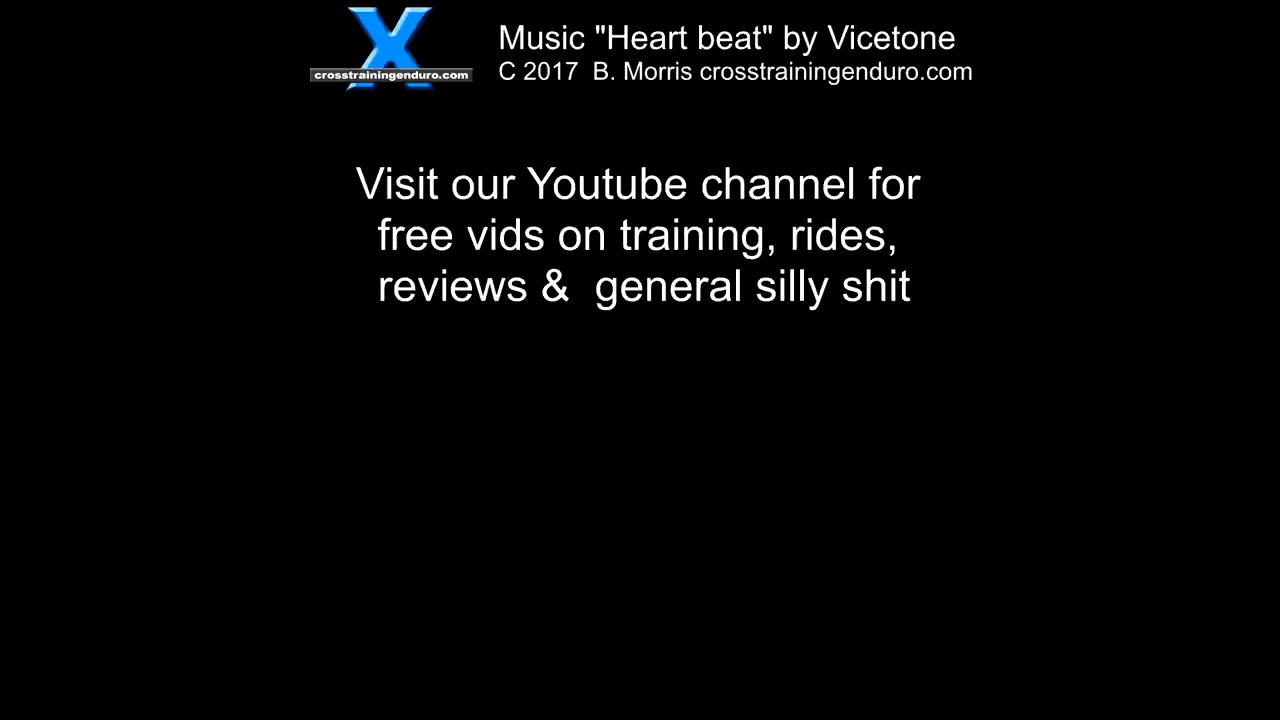 X
crosstrainingenduro.com
Music "Heart beat" by Vicetone
C 2017 B. Morris crosstrainingenduro.com
Visit our Youtube channel for
free vids on training, rides,
reviews & general silly shit